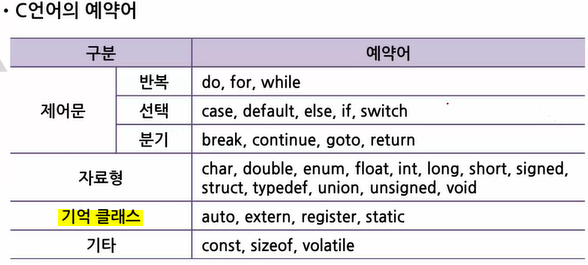 · C언어의 예약어
구분 예약어
제어문 반복 do, for, while
선택 case, default, else, if, switch
분기 break, continue, goto, return
자료형 char, double, enum, float, int, long, short, signed,
struct, typedef, union, unsigned, void
기억 클래스 auto, extern, register, static
기타 const, sizeof, volatile